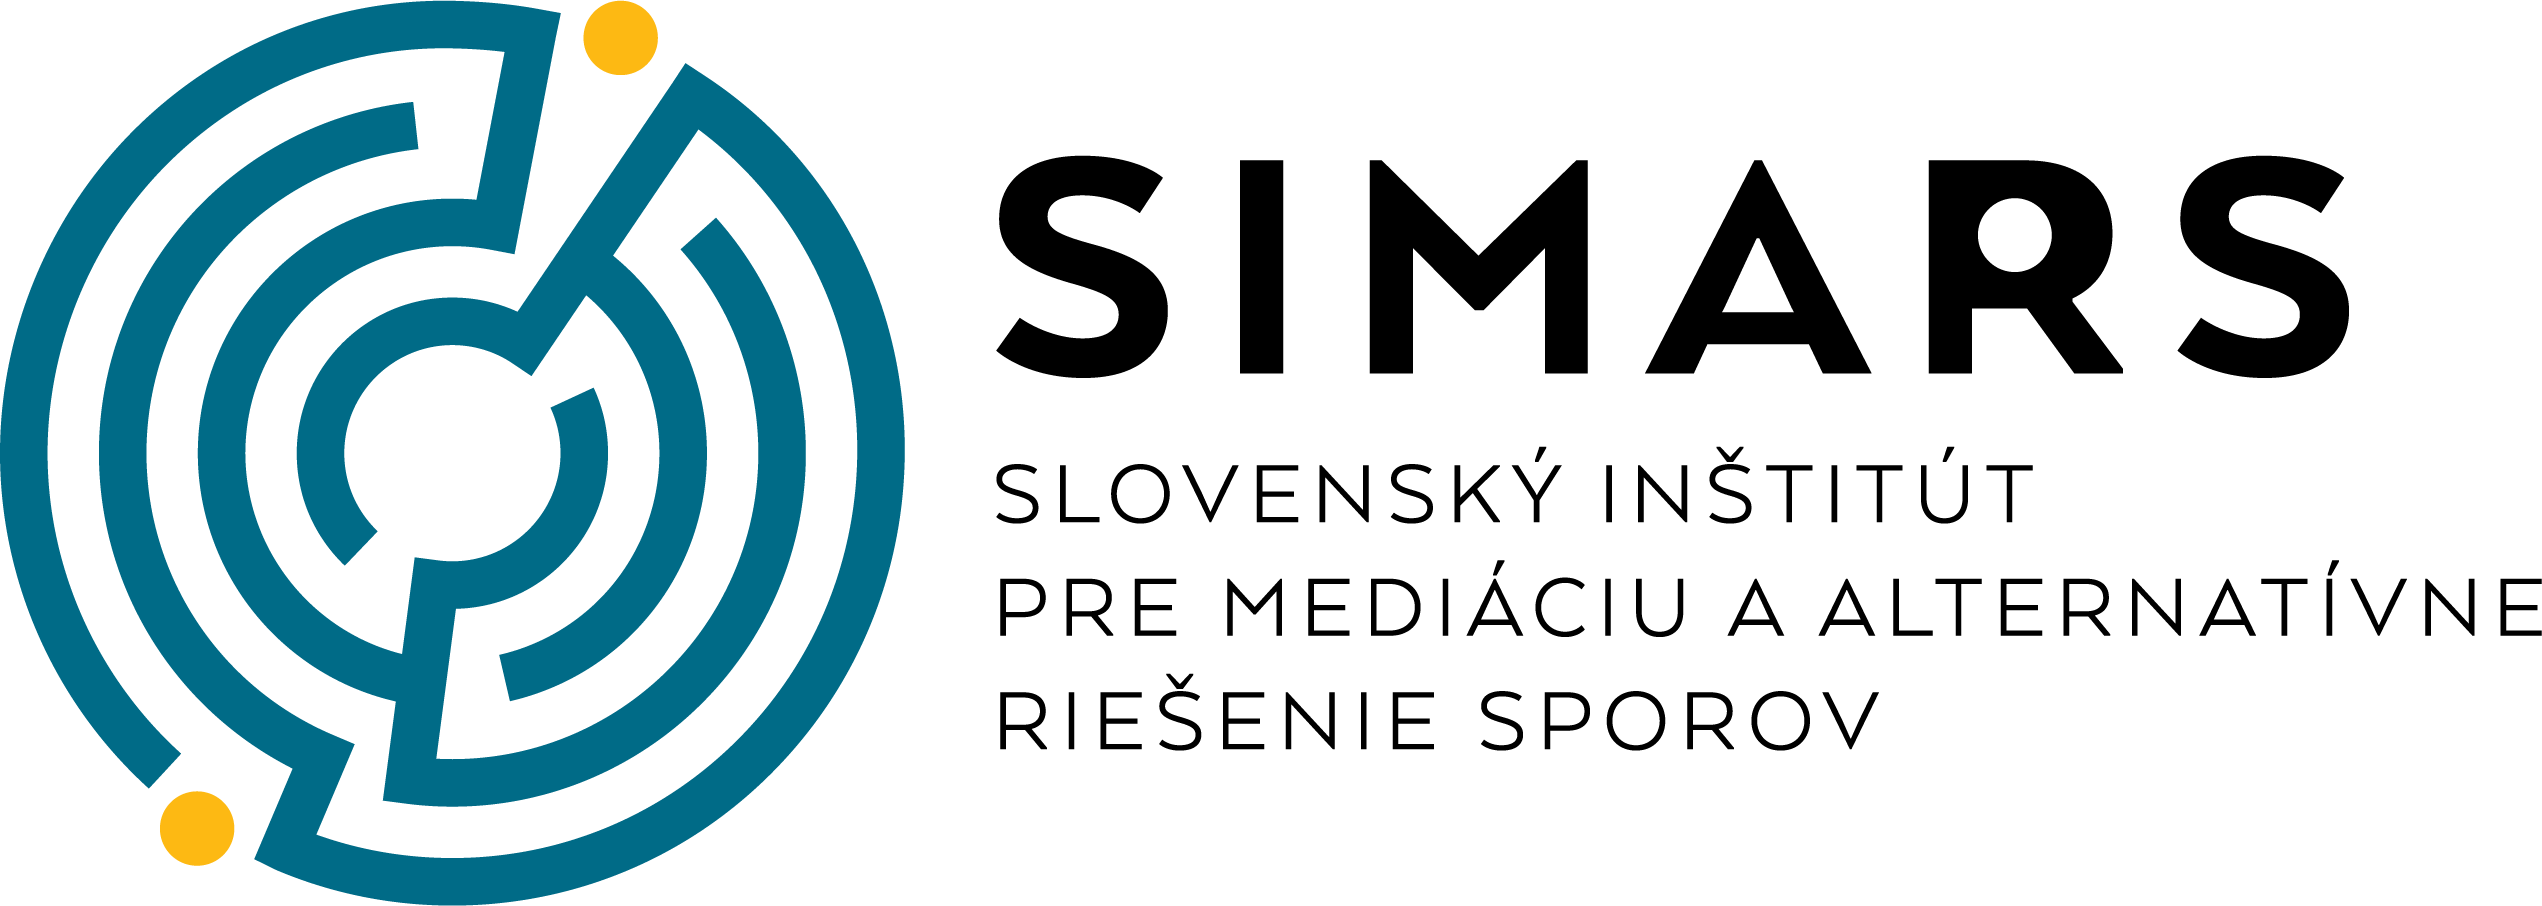 SIMARS
SLOVENSKÝ INŠTITÚT
PRE MEDIÁCIU A ALTERNATÍVNE
RIEŠENIE SPOROV